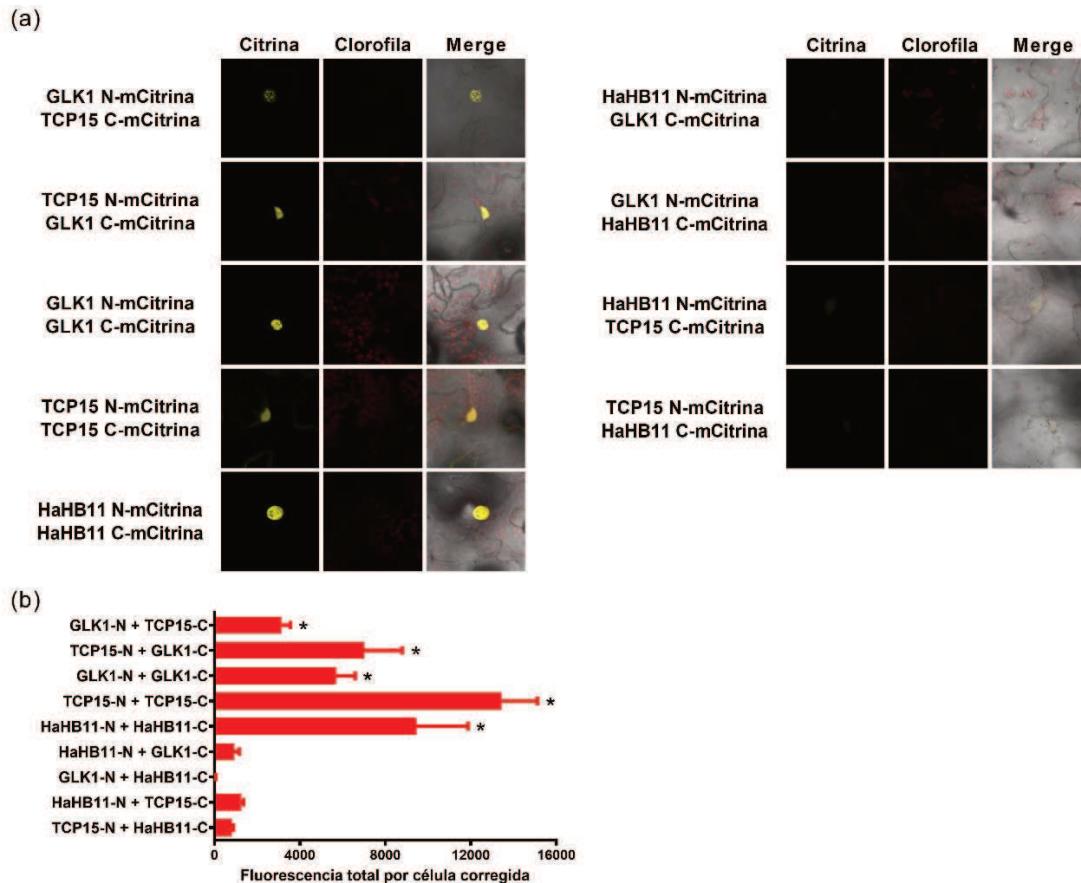 (a)
Citrina Clorofila Merge
GLK1 N-mCitrina
TCP15 C-mCitrina
TCP15 N-mCitrina
GLK1 C-mCitrina
GLK1 N-mCitrina
GLK1 C-mCitrina
TCP15 N-mCitrina
TCP15 C-mCitrina
HaHB11 N-mCitrina
HaHB11 C-mCitrina
Citrina Clorofila Merge
HaHB11 N-mCitrina
GLK1 C-mCitrina
GLK1 N-mCitrina
HaHB11 C-mCitrina
HaHB11 N-mCitrina
TCP15 C-mCitrina
TCP15 N-mCitrina
HaHB11 C-mCitrina
(b)
GLK1-N + TCP15-C *
TCP15-N + GLK1-C *
GLK1-N + GLK1-C *
TCP15-N + TCP15-C *
HaHB11-N + HaHB11-C *
HaHB11-N + GLK1-C
GLK1-N + HaHB11-C
HaHB11-N + TCP15-C
TCP15-N + HaHB11-C
0 4000 8000 12000 16000
Fluorescencia total por célula corregida